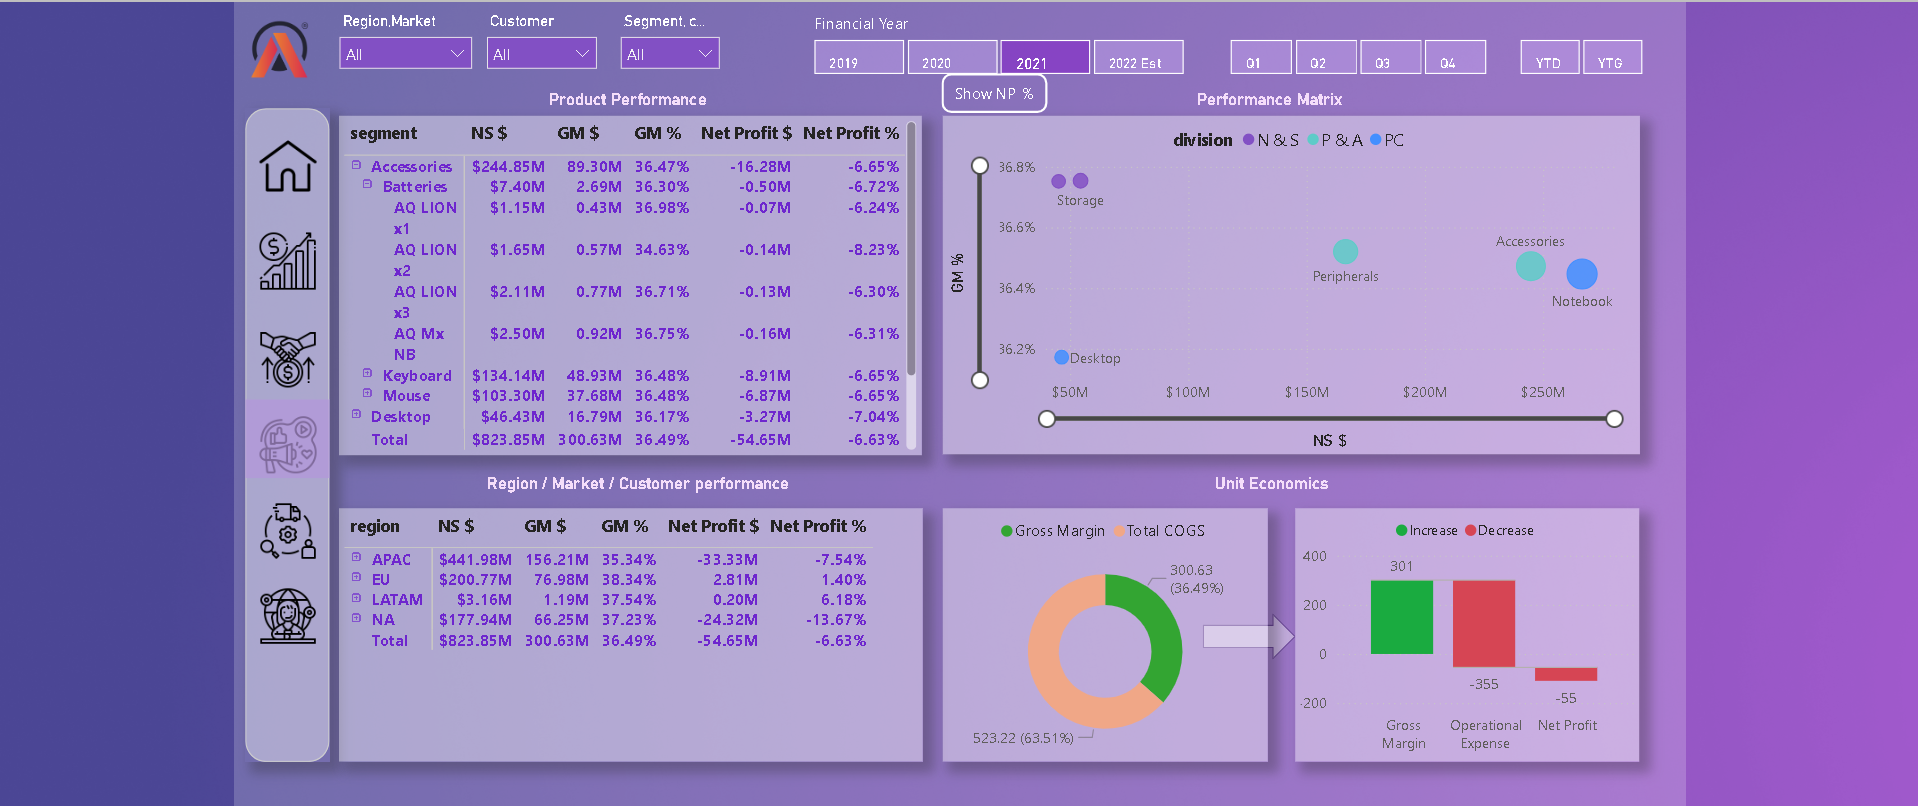 Region,Market Customer Segment, c...
All All All
Financial Year
2019 2020 2021 2022 Est Q1 Q2 Q3 Q4 YTD YTG
Show NP %
Product Performance
segment NS $ GM $ GM % Net Profit $ Net Profit %
Accessories $244.85M 89.30M 36.47% -16.28M -6.65%
Batteries $7.40M 2.69M 36.30% -0.50M -6.72%
AQ LION $1.15M 0.43M 36.98% -0.07M -6.24%
x1
AQ LION $1.65M 0.57M 34.63% -0.14M -8.23%
x2
AQ LION $2.11M 0.77M 36.71% -0.13M -6.30%
x3
AQ Mx $2.50M 0.92M 36.75% -0.16M -6.31%
NB
Keyboard $134.14M 48.93M 36.48% -8.91M -6.65%
Mouse $103.30M 37.68M 36.48% -6.87M -6.65%
Desktop $46.43M 16.79M 36.17% -3.27M -7.04%
Total $823.85M 300.63M 36.49% -54.65M -6.63%
Performance Matrix
division N & S P & A PC
GM %
36.8%
36.6%
36.4%
36.2%
Storage
Accessories
Peripherals
Notebook
Desktop
$50M $100M $150M $200M $250M
NS $
Region / Market / Customer performance
region NS $ GM $ GM % Net Profit $ Net Profit %
APAC $441.98M 156.21M 35.34% -33.33M -7.54%
EU $200.77M 76.98M 38.34% 2.81M 1.40%
LATAM $3.16M 1.19M 37.54% 0.20M 6.18%
NA $177.94M 66.25M 37.23% -24.32M -13.67%
Total $823.85M 300.63M 36.49% -54.65M -6.63%
Unit Economics
Gross Margin Total COGS
300.63
(36.49%)
523.22 (63.51%)
Increase Decrease
400
200
0
-200
301
-355
-55
Gross Operational Net Profit
Margin Expense